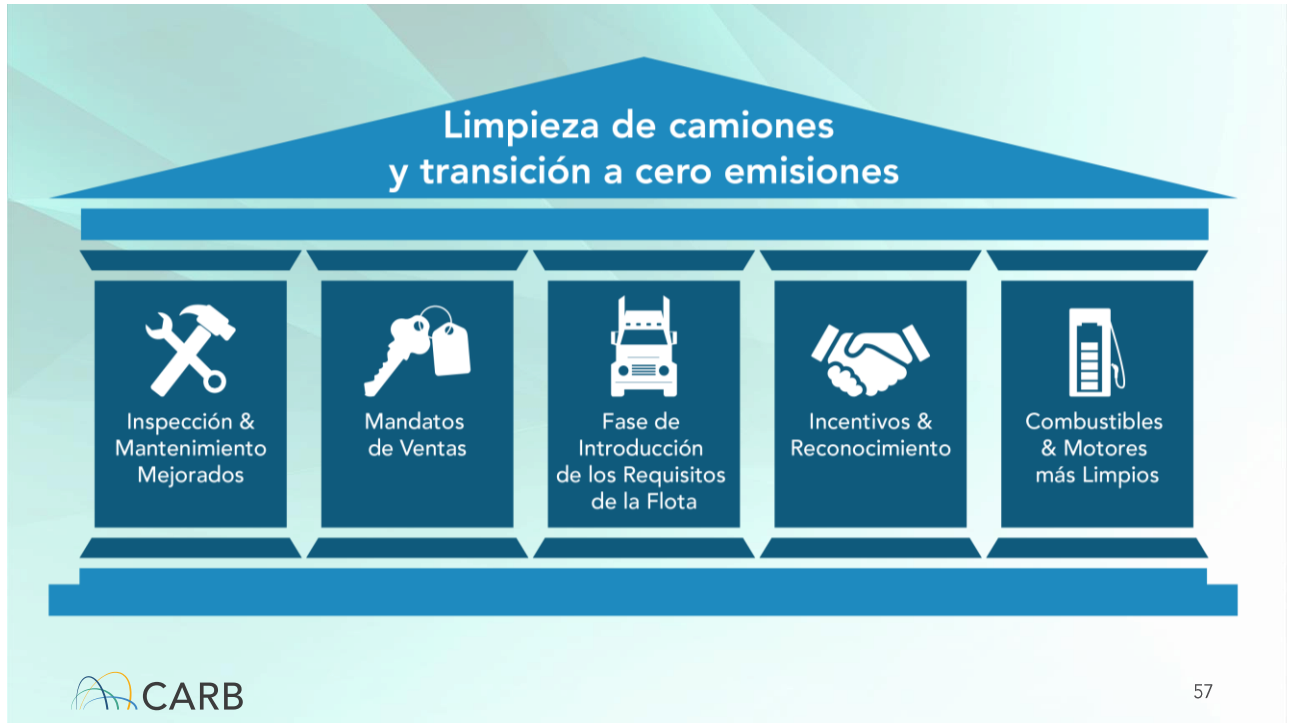 Limpieza de camiones
y transición a cero emisiones
Inspección &
Mantenimiento
Mejorados
Mandatos
de Ventas
Fase de
Introducción
de los Requisitos
de la Flota
Incentivos &
Reconocimiento
Combustibles
& Motores
más Limpios
CARB
57